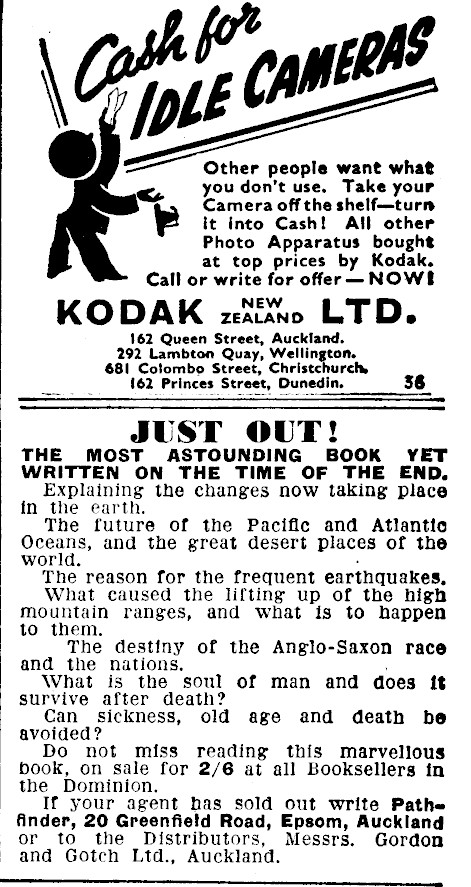 Cash for
IDLE CAMERAS
Other people want what
you don't use. Take your
Camera off the shelf—turn
it into Cash! All other
Photo Apparatus bought
at top prices by Kodak.
Call or write for offer—NOW!
KODAK NEW ZEALAND LTD.
162 Queen Street, Auckland.
292 Lambton Quay, Wellington.
681 Colombo Street, Christchurch.
162 Princes Street, Dunedin. 36
JUST OUT!
THE MOST ASTOUNDING BOOK YET
WRITTEN ON THE TIME OF THE END.
Explaining the changes now taking place
in the earth.
The future of the Pacific and Atlantic
Oceans, and the great desert places of the
world.
The reason for the frequent earthquakes.
What caused the lifting up of the high
mountain ranges, and what is to happen
to them.
The destiny of the Anglo-Saxon race
and the nations.
What is the soul of man and does it
survive after death?
Can sickness, old age and death be
avoided?
Do not miss reading this marvellous
book, on sale for 2/6 at all Booksellers in
the Dominion.
If your agent has sold out write Path-
finder, 20 Greenfield Road, Epsom, Auckland
or to the Distributors, Messrs. Gordon
and Gotch Ltd., Auckland.